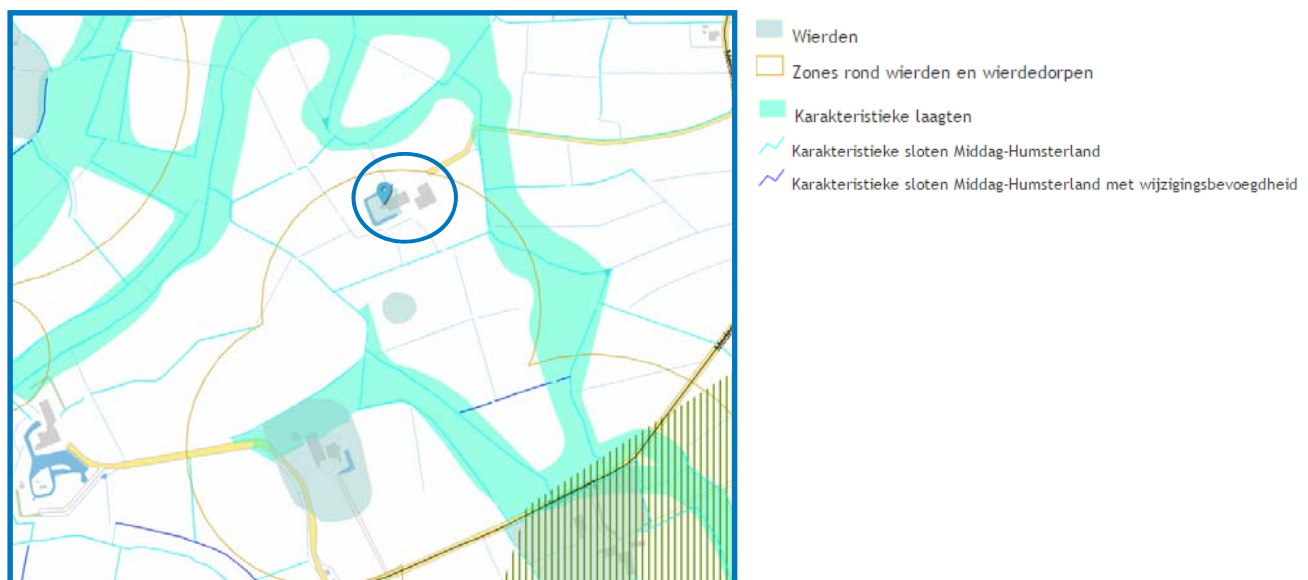 Wierden
Zones rond wierden en wierdedorpen
Karakteristieke laagten
Karakteristieke sloten Middag-Humsterland
Karakteristieke sloten Middag-Humsterland met wijzigingsbevoegdheid